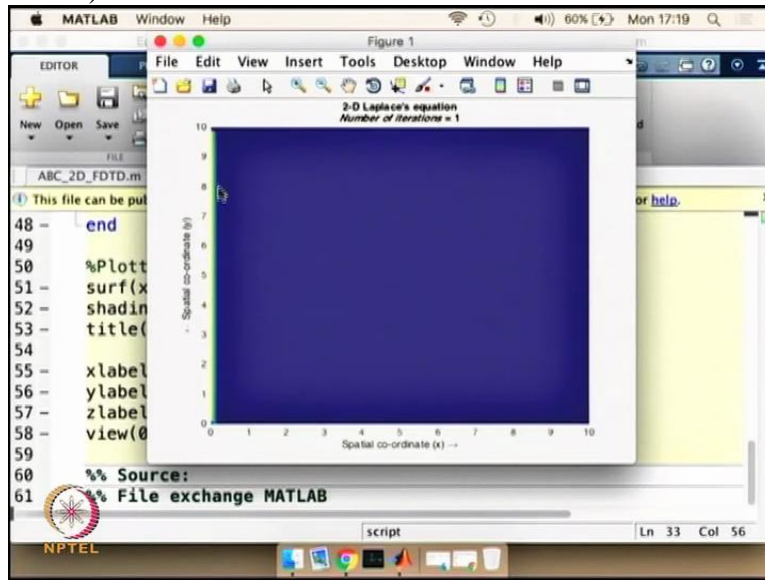 MATLAB Window Help 60% Mon 17:19
Figure 1
EDITOR
File Edit View Insert Tools Desktop Window Help
New Open Save
FILE
2-D Laplace's equation
Number of iterations = 1
ABC_2D_FDTD.m
This file can be pu
or help.
10
9
8
7
6
5
4
3
2
1
0
Spatial co-ordinate (y)
0 1 2 3 4 5 6 7 8 9 10
Spatial co-ordinate (x) →
48 – end
49
50 %Plott
51 – surf(x
52 – shadin
53 – title(
54
55 – xlabel
56 – ylabel
57 – zlabel
58 – view(0
59
60 %% Source:
61 %% File exchange MATLAB
script Ln 33 Col 56
NPTEL